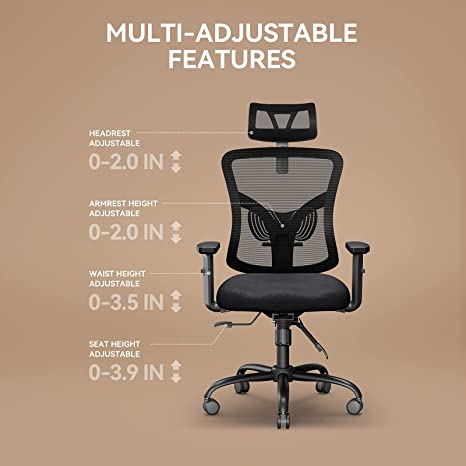 MULTI-ADJUSTABLE
FEATURES
HEADREST
ADJUSTABLE
0-2.0 IN
ARMREST HEIGHT
ADJUSTABLE
0-2.0 IN
WAIST HEIGHT
ADJUSTABLE
0-3.5 IN
SEAT HEIGHT
ADJUSTABLE
0-3.9 IN